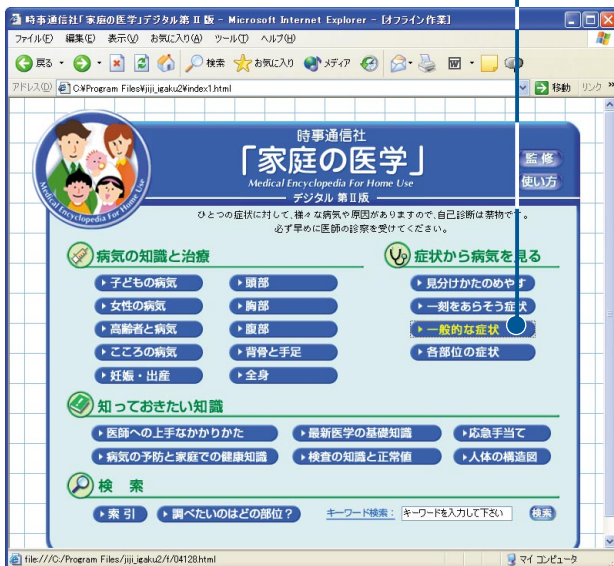 時事通信社「家庭の医学」デジタル第Ⅱ版 - Microsoft Internet Explorer - [オフライン作業]
ファイル(F) 編集(E) 表示(V) お気に入り(A) ツール(T) ヘルプ(H)
戻る 検索 お気に入り メディア
アドレス(D) C:¥Program Files¥jiji_igaku2¥index1.html 移動 リンク »
時事通信社
「家庭の医学」
Medical Encyclopedia For Home Use
デジタル 第Ⅱ版
監修
使い方
Medical Encyclopedia For Home Use
ひとつの症状に対して、様々な病気や原因がありますので、自己診断は禁物です。
必ず早めに医師の診察を受けてください。
病気の知識と治療
子どもの病気 頭部
女性の病気 胸部
高齢者と病気 腹部
こころの病気 背骨と手足
妊娠・出産 全身
症状から病気を見る
見分けかたのめやす
一刻をあらそう症状
一般的な症状
各部位の症状
知っておきたい知識
医師への上手なかかりかた 最新医学の基礎知識 応急手当て
病気の予防と家庭での健康知識 検査の知識と正常値 人体の構造図
検 索
索引 調べたいのはどの部位? キーワード検索: キーワードを入力して下さい 検索
file:///C:/Program Files/jiji_igaku2/f/04128.html マイ コンピュータ